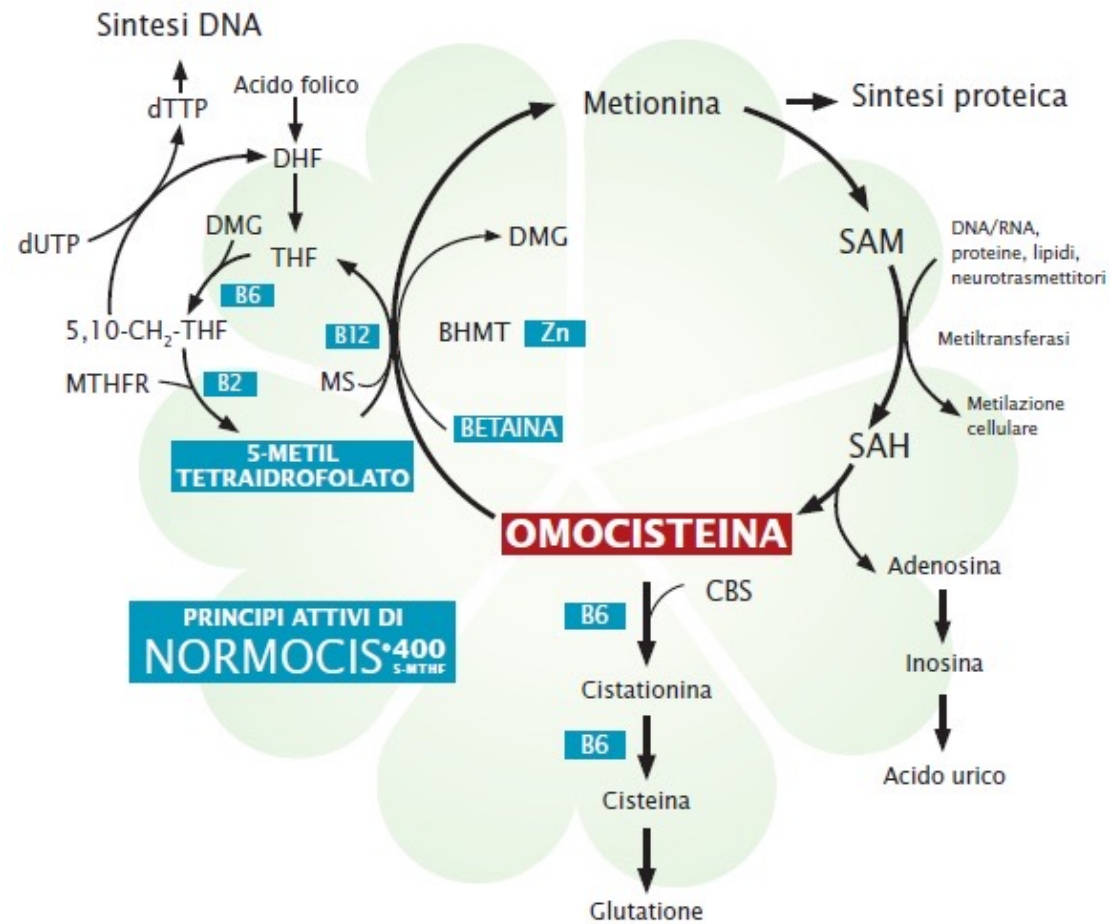 Sintesi DNA
dTTP
Acido folico
DHF
dUTP
DMG
THF
B6
5,10-CH₂-THF
MTHFR
B2
5-METIL
TETRAIDROFOLATO
B12
MS
Metionina
Sintesi proteica
DMG
BHMT
Zn
BETAINA
SAM
DNA/RNA,
proteine, lipidi,
neurotrasmettitori
Metiltransferasi
Metilazione
cellulare
SAH
OMOCISTEINA
Adenosina
Inosina
Acido urico
CBS
B6
Cistationina
B6
Cisteina
Glutatione
PRINCIPI ATTIVI DI
NORMOCIS•400
5-MTHF